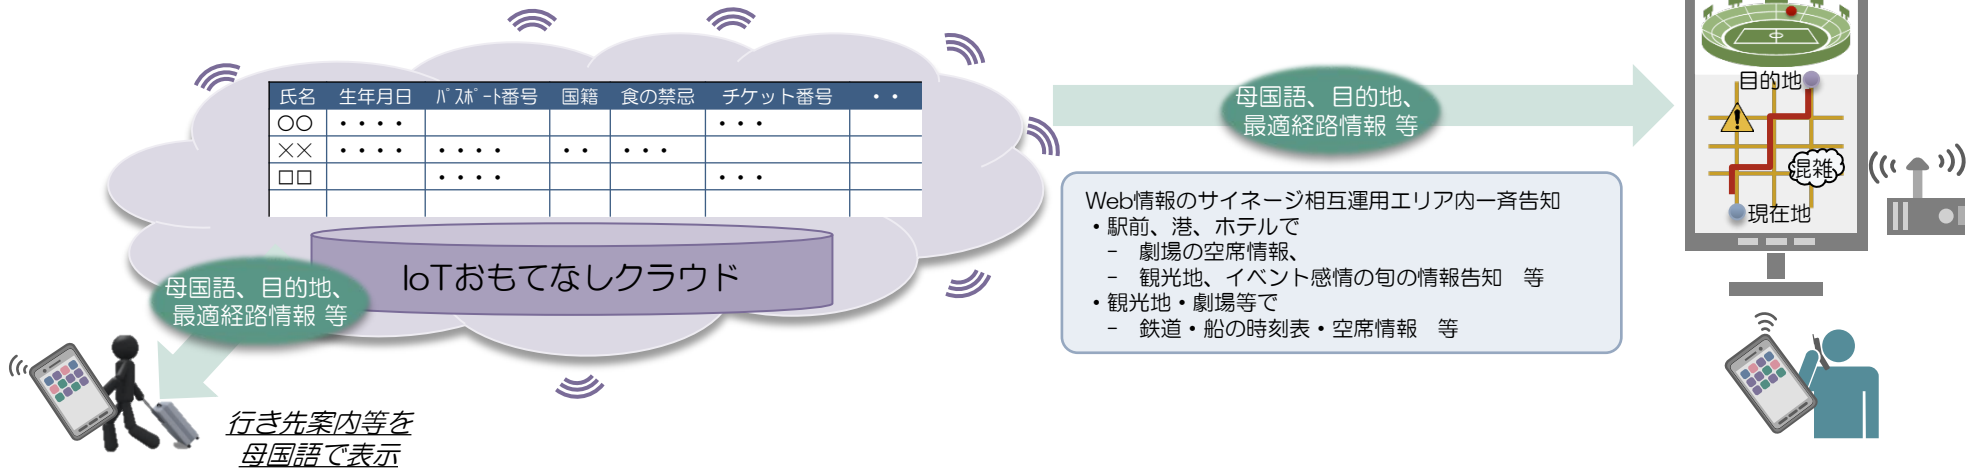 氏名 生年月日 ﾊﾟｽﾎﾟｰﾄ番号 国籍 食の禁忌 チケット番号 ・・
○○ ・・・・ ・・・
×× ・・・・ ・・・・ ・・ ・・・
□□ ・・・・ ・・・
IoTおもてなしクラウド
母国語、目的地、
最適経路情報 等
行き先案内等を
母国語で表示
母国語、目的地、
最適経路情報 等
Web情報のサイネージ相互運用エリア内一斉告知
・駅前、港、ホテルで
－ 劇場の空席情報、
－ 観光地、イベント感情の旬の情報告知 等
・観光地・劇場等で
－ 鉄道・船の時刻表・空席情報 等
目的地
混雑
現在地